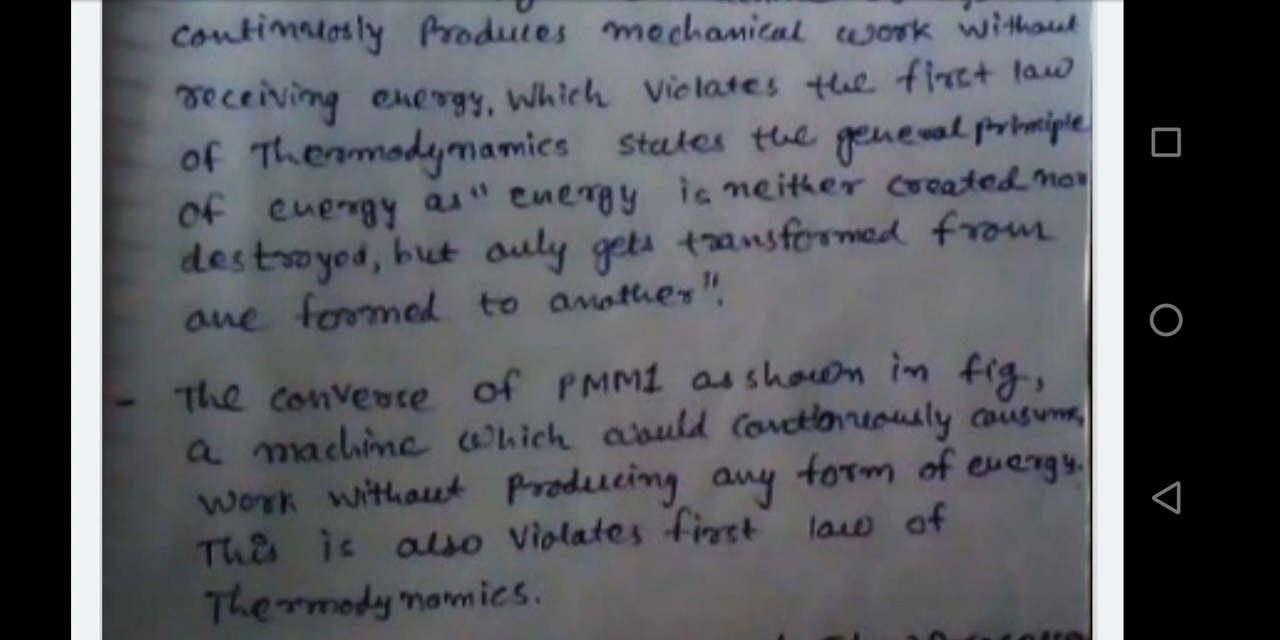 continuosly Produces mechanical work without
receiving energy, which violates the first law
of Thermodynamics states the general principle
of energy as " energy is neither created nor
destroyed, but only gets transformed from
one formed to another".
- The converse of PMM1 as shown in fig,
a machine which would continuously consume
work without Producing any form of energy.
This is also violates first law of
Thermodynamics.